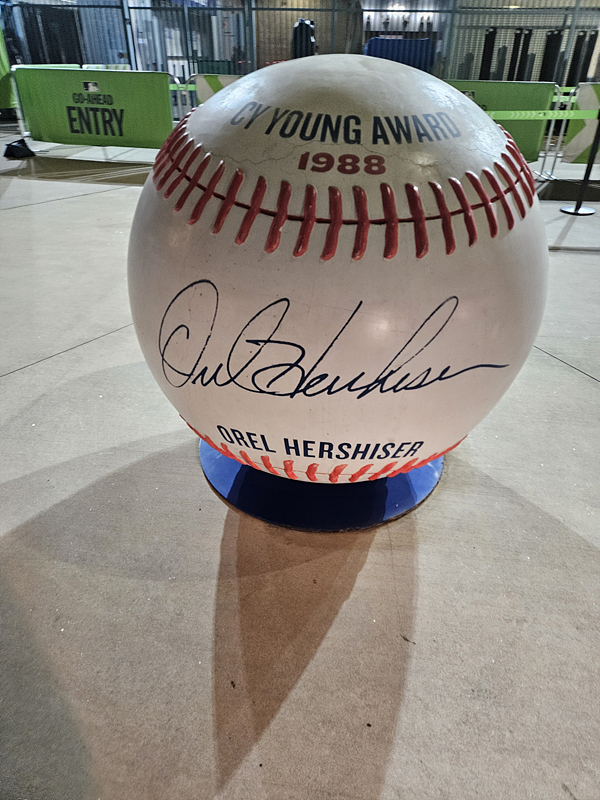 GO-AHEAD
ENTRY
CY YOUNG AWARD
1988
Orel Hershiser
OREL HERSHISER